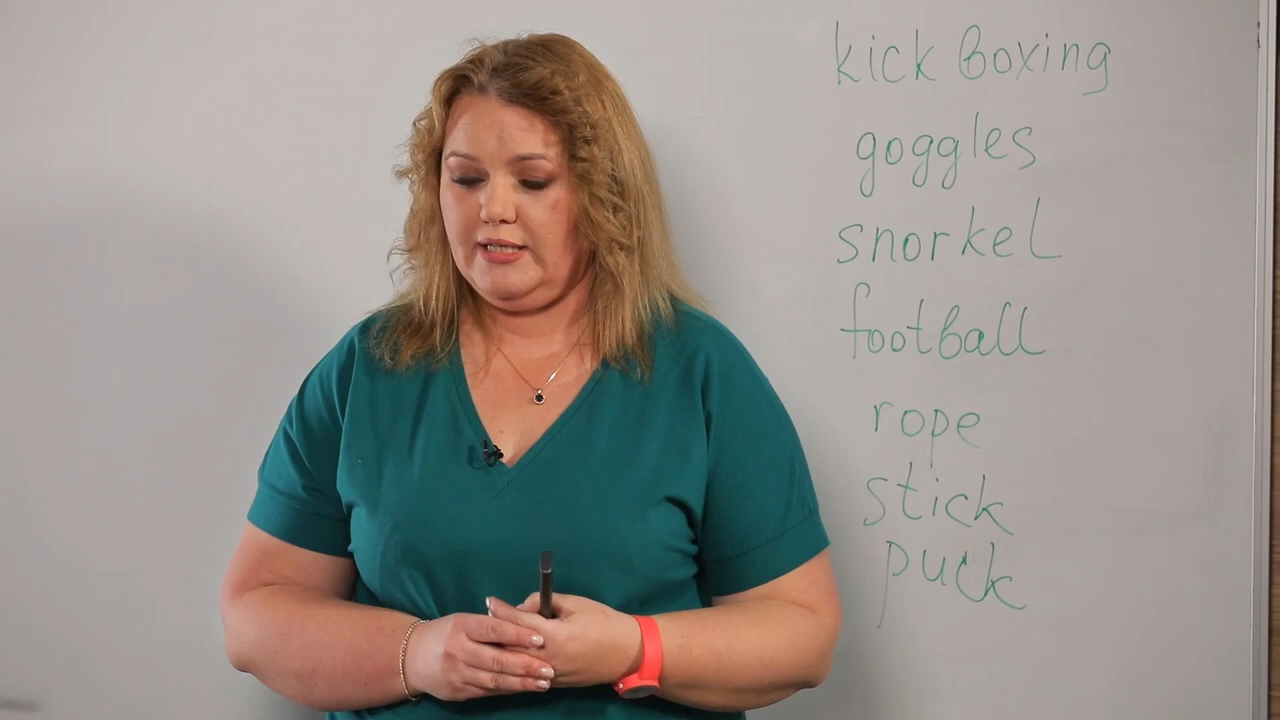 kick boxing
goggles
snorkel
football
rope
stick
puck